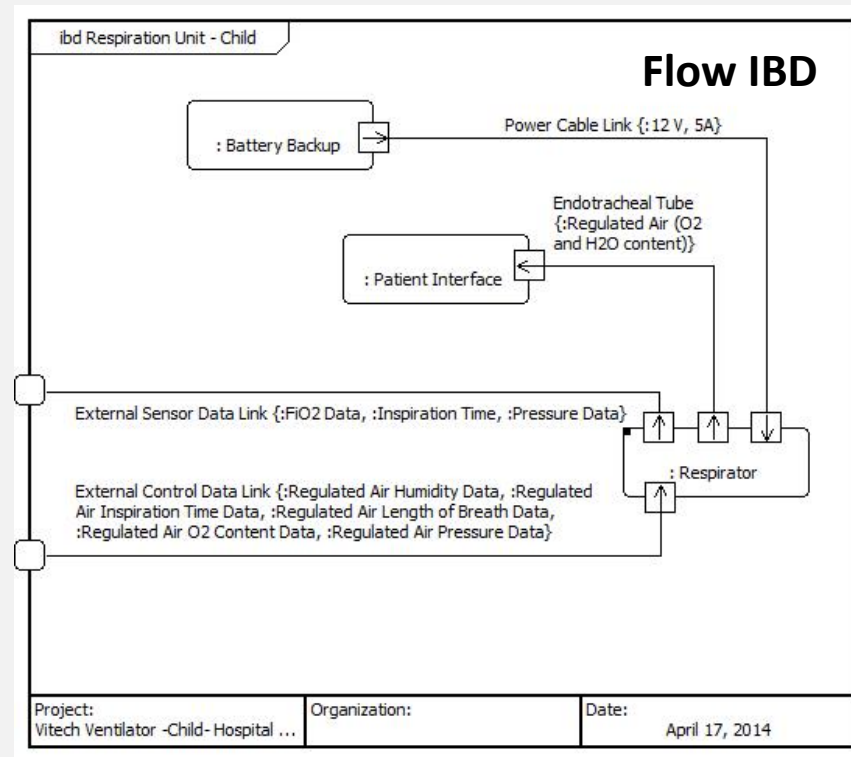 ibd Respiration Unit - Child
Flow IBD
Power Cable Link {:12 V, 5A}
: Battery Backup
Endotracheal Tube
{:Regulated Air (O2
and H2O content)}
: Patient Interface
External Sensor Data Link {:FiO2 Data, :Inspiration Time, :Pressure Data}
: Respirator
External Control Data Link {:Regulated Air Humidity Data, :Regulated
Air Inspiration Time Data, :Regulated Air Length of Breath Data,
:Regulated Air O2 Content Data, :Regulated Air Pressure Data}
Project:
Vitech Ventilator -Child- Hospital ...
Organization:
Date:
April 17, 2014